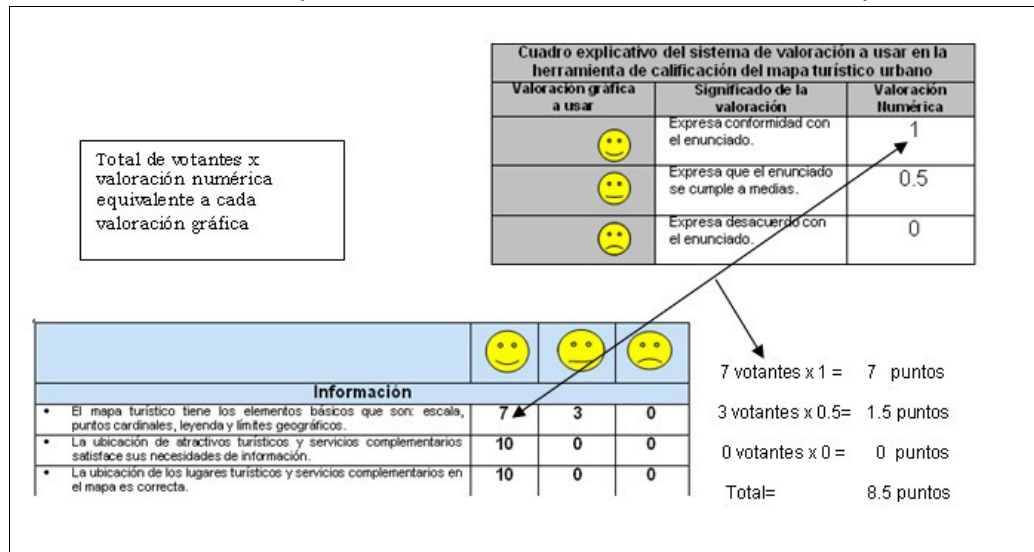 Cuadro explicativo del sistema de valoración a usar en la
herramienta de calificación del mapa turístico urbano
Valoración gráfica
a usar
Significado de la
valoración
Valoración
Numérica
Expresa conformidad con
el enunciado.
1
Expresa que el enunciado
se cumple a medias.
0.5
Expresa desacuerdo con
el enunciado.
0
Total de votantes x
valoración numérica
equivalente a cada
valoración gráfica
Información
• El mapa turístico tiene los elementos básicos que son: escala,
puntos cardinales, leyenda y límites geográficos.
7 3 0
• La ubicación de atractivos turísticos y servicios complementarios
satisface sus necesidades de información.
10 0 0
• La ubicación de los lugares turísticos y servicios complementarios en
el mapa es correcta.
10 0 0
7 votantes x 1 = 7 puntos
3 votantes x 0.5= 1.5 puntos
0 votantes x 0 = 0 puntos
Total= 8.5 puntos